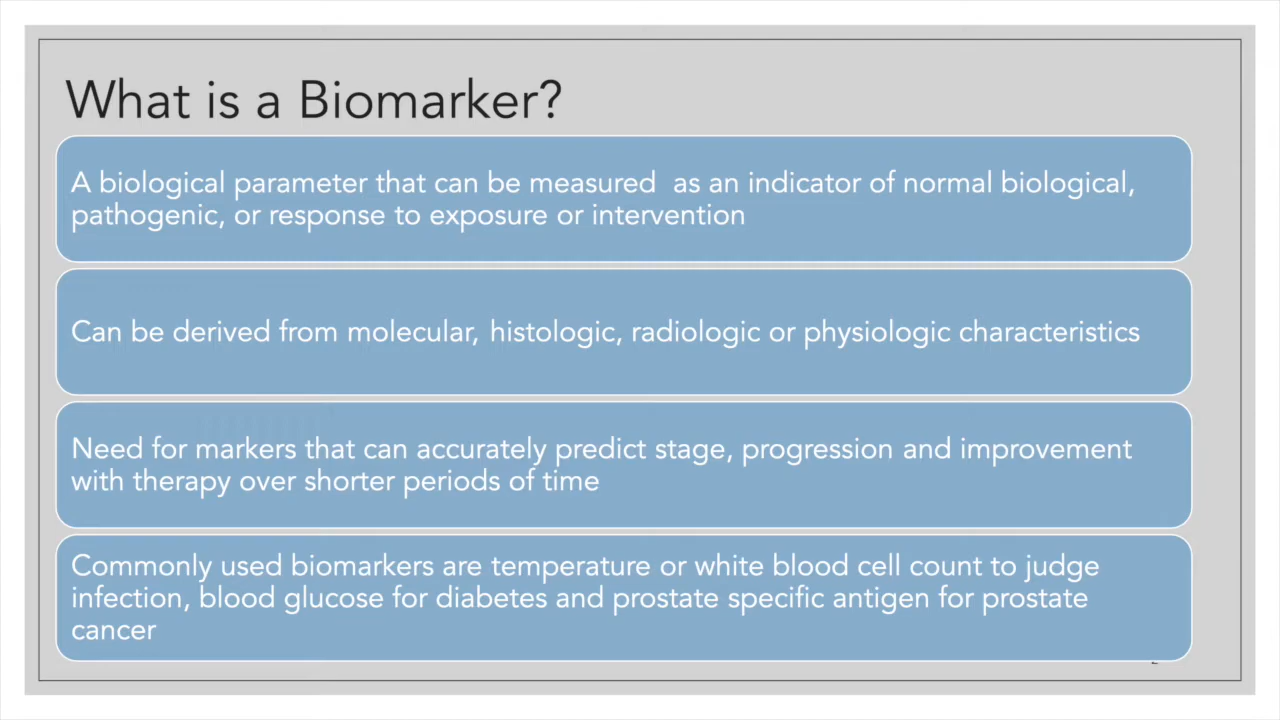 What is a Biomarker?
A biological parameter that can be measured  as an indicator of normal biological,
pathogenic, or response to exposure or intervention
Can be derived from molecular, histologic, radiologic or physiologic characteristics
Need for markers that can accurately predict stage, progression and improvement
with therapy over shorter periods of time
Commonly used biomarkers are temperature or white blood cell count to judge
infection, blood glucose for diabetes and prostate specific antigen for prostate
cancer